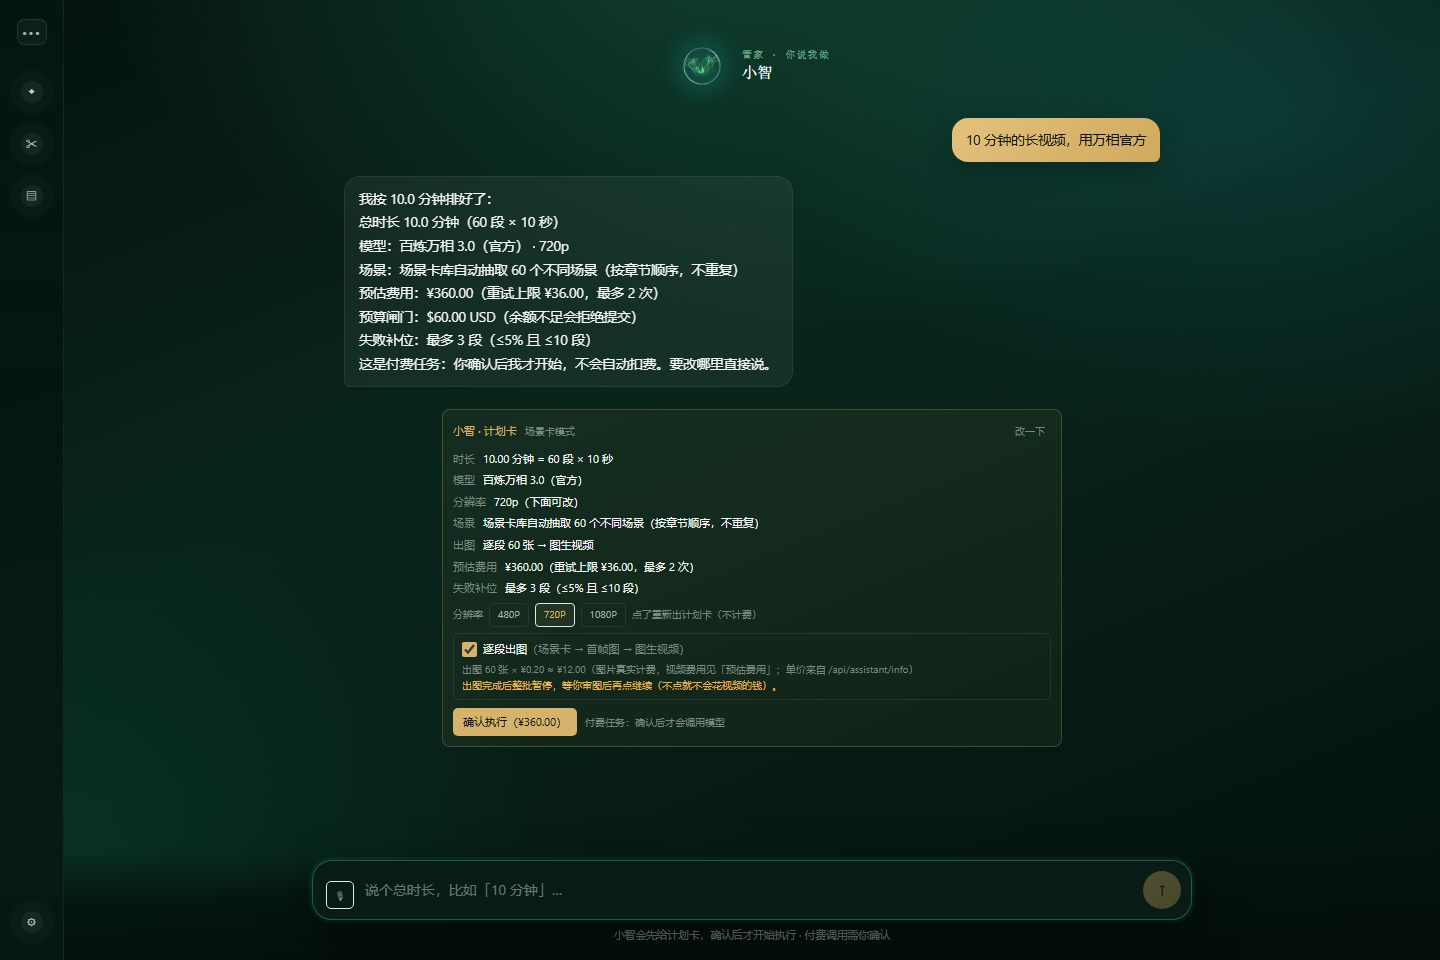 管家 · 你说我做
小智
10 分钟的长视频，用万相官方
我按 10.0 分钟排好了：
总时长 10.0 分钟（60 段 × 10 秒）
模型：百炼万相 3.0（官方） · 720p
场景：场景卡库自动抽取 60 个不同场景（按章节顺序，不重复）
预估费用：¥360.00（重试上限 ¥36.00，最多 2 次）
预算闸门：$60.00 USD（余额不足会拒绝提交）
失败补位：最多 3 段（≤5% 且 ≤10 段）
这是付费任务：你确认后我才开始，不会自动扣费。要改哪里直接说。
小智 · 计划卡 场景卡模式 改一下
时长 10.00 分钟 = 60 段 × 10 秒
模型 百炼万相 3.0（官方）
分辨率 720p（下面可改）
场景 场景卡库自动抽取 60 个不同场景（按章节顺序，不重复）
出图 逐段 60 张 → 图生视频
预估费用 ¥360.00（重试上限 ¥36.00，最多 2 次）
失败补位 最多 3 段（≤5% 且 ≤10 段）
分辨率 480P 720P 1080P 点了重新出计划卡（不计费）
逐段出图（场景卡 → 首帧图 → 图生视频）
出图 60 张 × ¥0.20 ≈ ¥12.00（图片真实计费，视频费用见「预估费用」；单价来自 /api/assistant/info）
出图完成后整批暂停，等你审图后再点继续（不点就不会花视频的钱）。
确认执行（¥360.00） 付费任务：确认后才会调用模型
说个总时长，比如「10 分钟」...
小智会先给计划卡，确认后才开始执行 · 付费调用需你确认